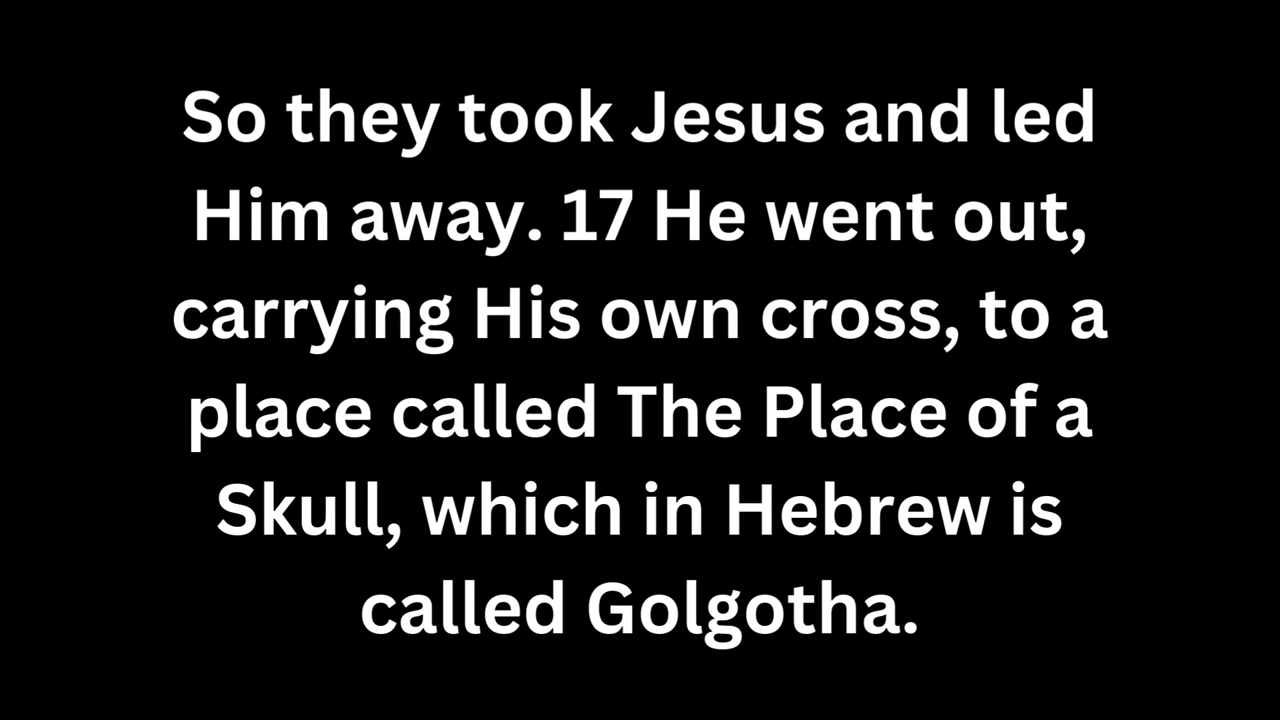 So they took Jesus and led
Him away. 17 He went out,
carrying His own cross, to a
place called The Place of a
Skull, which in Hebrew is
called Golgotha.